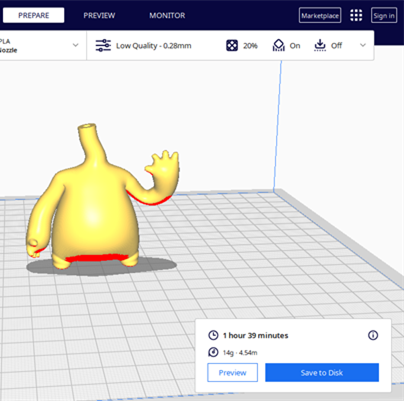 PREPARE PREVIEW MONITOR Marketplace Sign in
PLA
Nozzle
Low Quality - 0.28mm 20% On Off
1 hour 39 minutes
14g · 4.54m
Preview Save to Disk